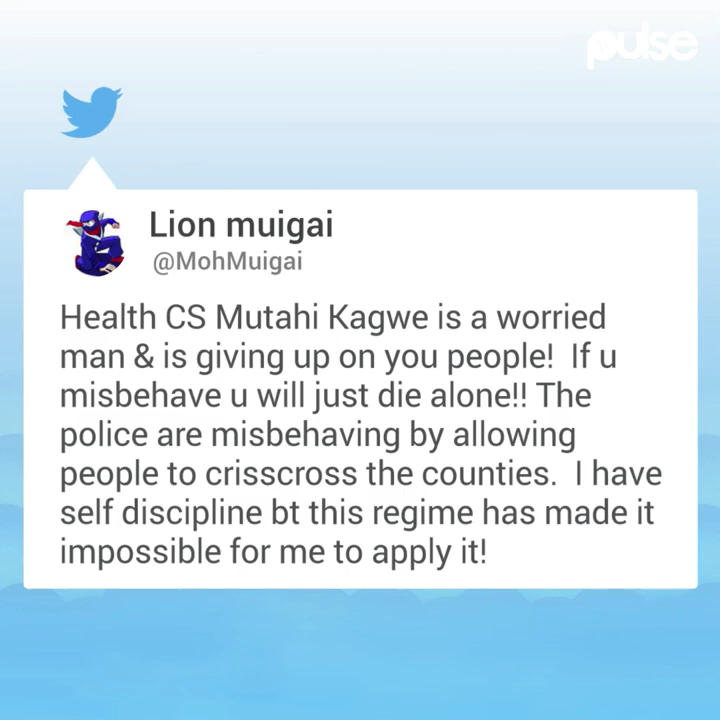 pulse
Lion muigai
@MohMuigai
Health CS Mutahi Kagwe is a worried
man & is giving up on you people!  If u
misbehave u will just die alone!! The
police are misbehaving by allowing
people to crisscross the counties.  I have
self discipline bt this regime has made it
impossible for me to apply it!